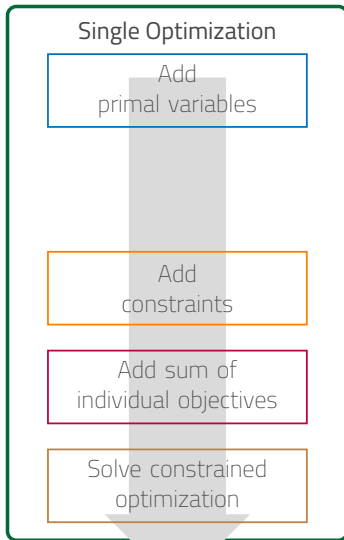 Single Optimization
Add
primal variables
Add
constraints
Add sum of
individual objectives
Solve constrained
optimization